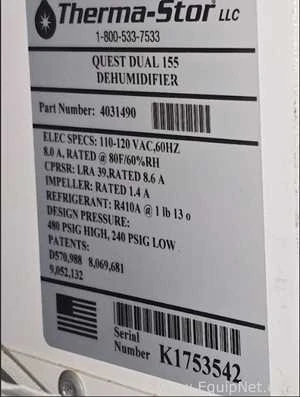 Therma-Stor LLC
1-800-533-7533
QUEST DUAL 155
DEHUMIDIFIER
Part Number: 4031490
ELEC SPECS: 110-120 VAC,60HZ
8.0 A, RATED @ 80F/60%RH
CPRSR: LRA 39,RATED 8.6 A
IMPELLER: RATED 1.4 A
REFRIGERANT: R410A @ 1 lb 13 o
DESIGN PRESSURE:
480 PSIG HIGH, 240 PSIG LOW
PATENTS:
D570,988 8,069,681
9,052,132
Serial
Number K1753542
© EquipNet